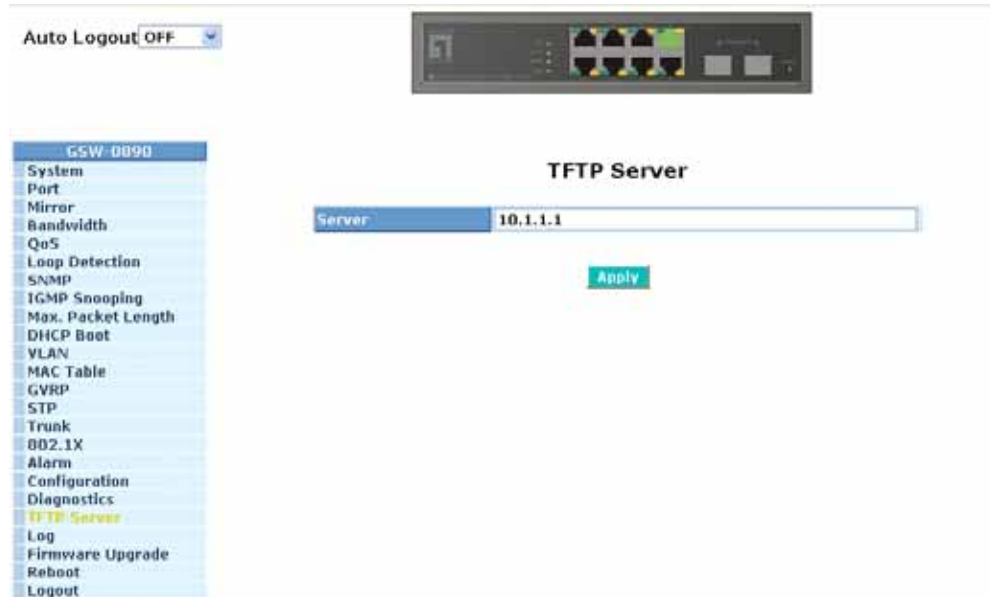 Auto Logout OFF
GSW-0890
System
Port
Mirror
Bandwidth
QoS
Loop Detection
SNMP
IGMP Snooping
Max. Packet Length
DHCP Boot
VLAN
MAC Table
GVRP
STP
Trunk
802.1X
Alarm
Configuration
Diagnostics
TFTP Server
Log
Firmware Upgrade
Reboot
Logout
TFTP Server
Server 10.1.1.1
Apply